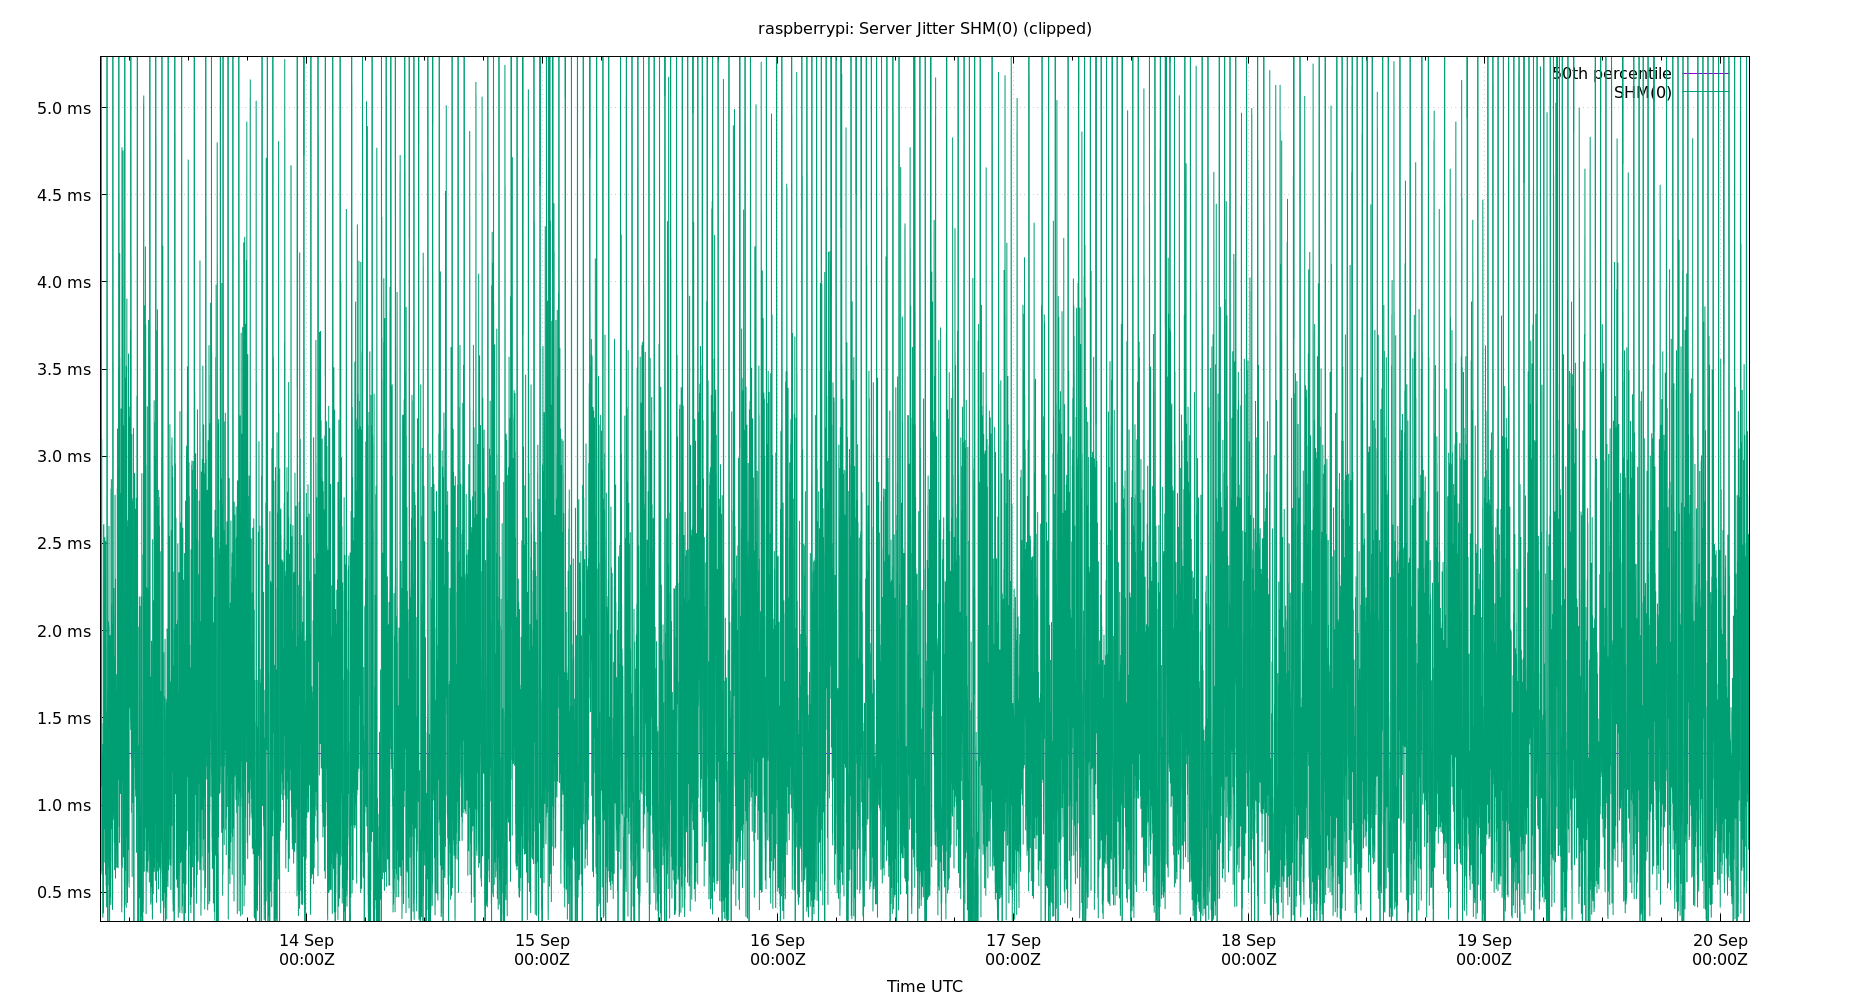 raspberrypi: Server Jitter SHM(0) (clipped)
50th percentile
SHM(0)
5.0 ms
4.5 ms
4.0 ms
3.5 ms
3.0 ms
2.5 ms
2.0 ms
1.5 ms
1.0 ms
0.5 ms
14 Sep 15 Sep 16 Sep 17 Sep 18 Sep 19 Sep 20 Sep
00:00Z 00:00Z 00:00Z 00:00Z 00:00Z 00:00Z 00:00Z
Time UTC